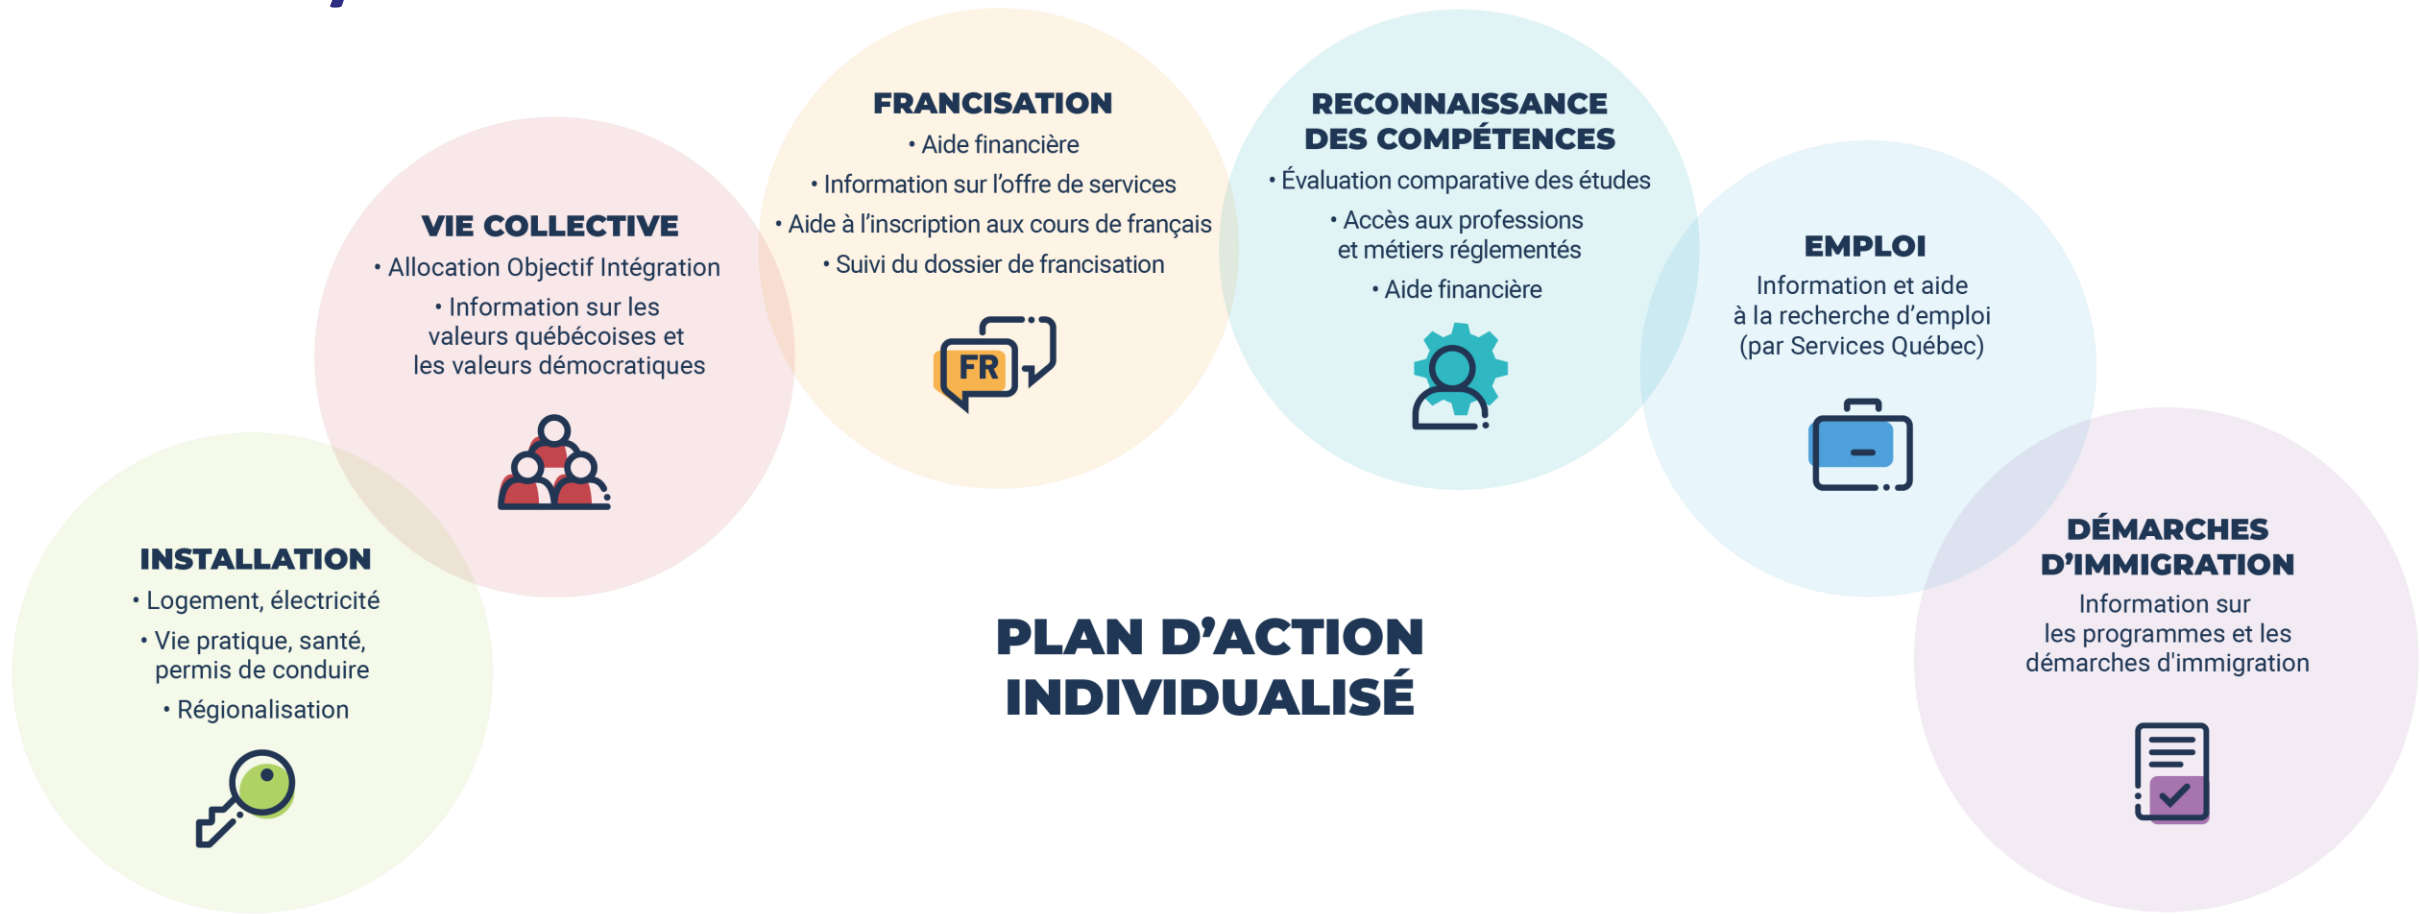 INSTALLATION
• Logement, électricité
• Vie pratique, santé,
permis de conduire
• Régionalisation
VIE COLLECTIVE
• Allocation Objectif Intégration
• Information sur les
valeurs québécoises et
les valeurs démocratiques
FRANCISATION
• Aide financière
• Information sur l’offre de services
• Aide à l’inscription aux cours de français
• Suivi du dossier de francisation
FR
RECONNAISSANCE
DES COMPÉTENCES
• Évaluation comparative des études
• Accès aux professions
et métiers réglementés
• Aide financière
EMPLOI
Information et aide
à la recherche d’emploi
(par Services Québec)
DÉMARCHES
D’IMMIGRATION
Information sur
les programmes et les
démarches d'immigration
PLAN D’ACTION
INDIVIDUALISÉ